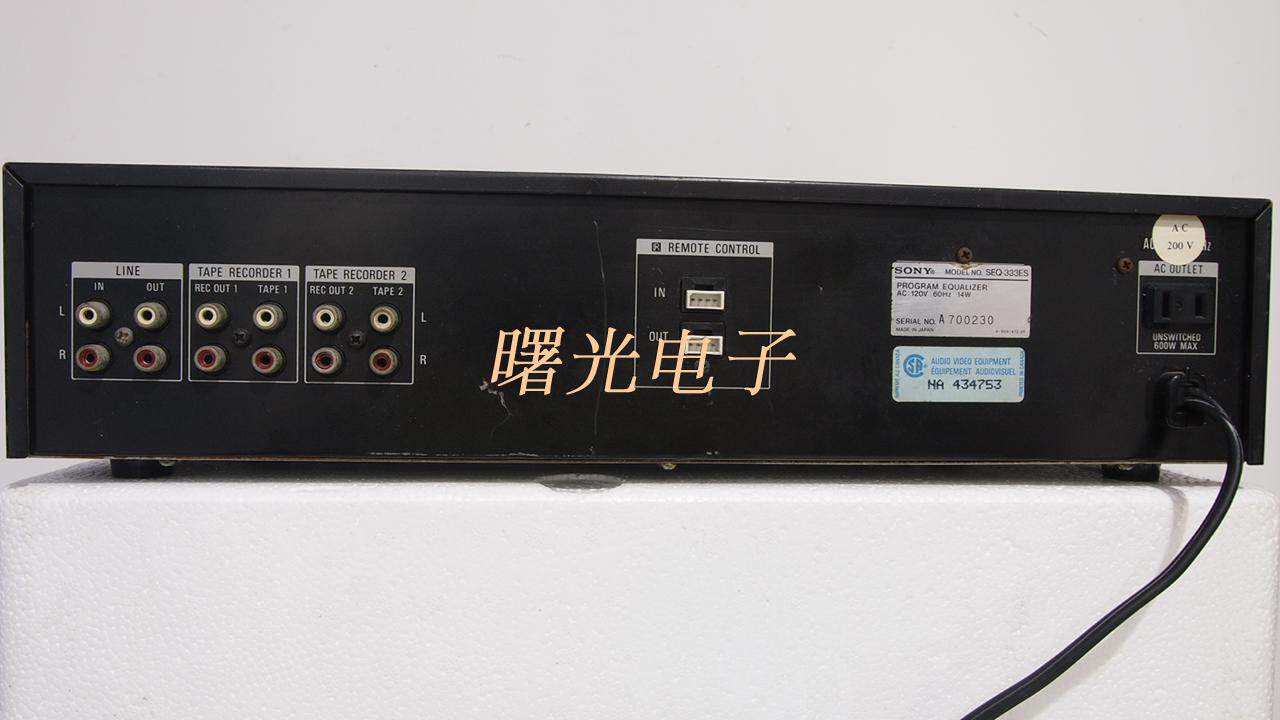 LINE
IN OUT
TAPE RECORDER 1
REC OUT 1 TAPE 1
TAPE RECORDER 2
REC OUT 2 TAPE 2
L
R
L
R
R REMOTE CONTROL
IN
OUT
曙光电子
SONY® MODEL NO. SEQ-333ES
PROGRAM EQUALIZER
AC: 120V 60Hz 14W
SERIAL NO. A 700230
MADE IN JAPAN
AUDIO VIDEO EQUIPMENT
ÉQUIPEMENT AUDIOVISUEL
NA 434753
AC
200 V
AC OUTLET
UNSWITCHED
600W MAX